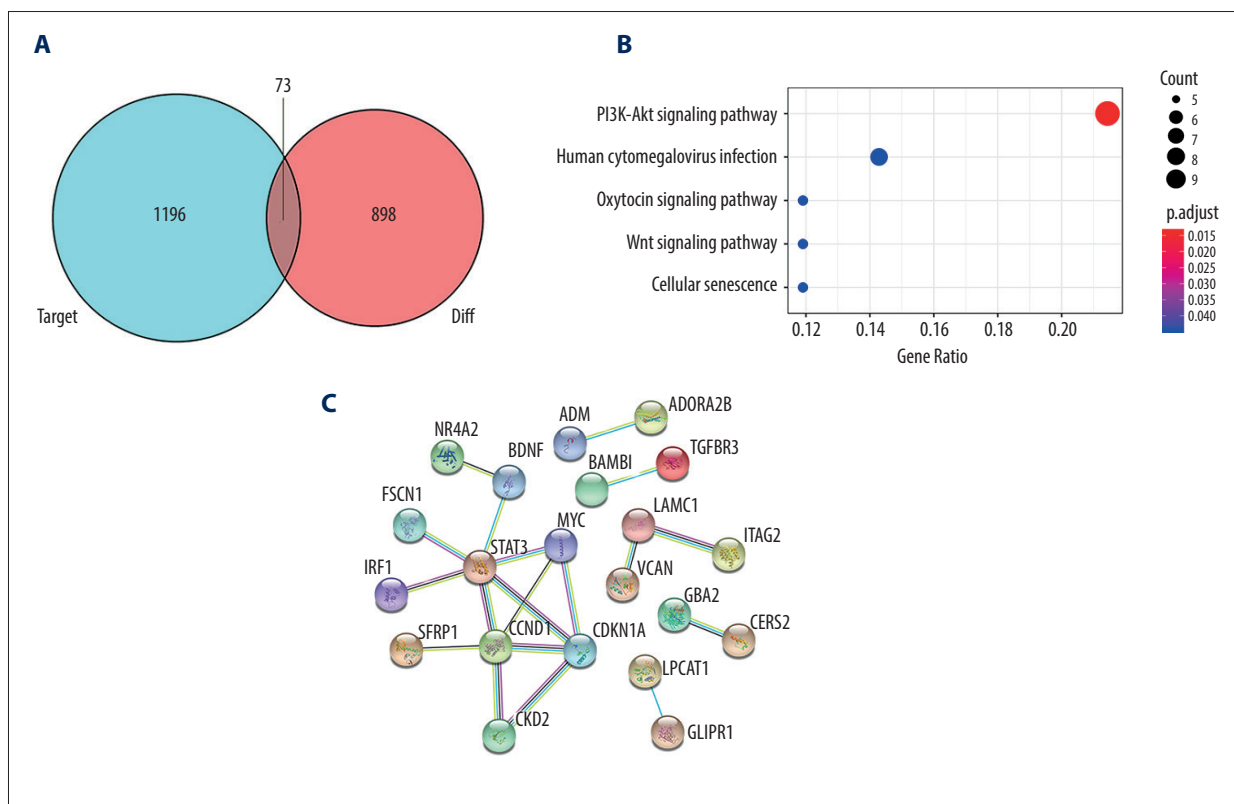 A
73
1196
898
Target
Diff
B
PI3K-Akt signaling pathway
Human cytomegalovirus infection
Oxytocin signaling pathway
Wnt signaling pathway
Cellular senescence
0.12
0.14
0.16
0.18
0.20
Gene Ratio
Count
5
6
7
8
9
p.adjust
0.015
0.020
0.025
0.030
0.035
0.040
C
ADM
ADORA2B
NR4A2
BDNF
BAMBI
TGFBR3
FSCN1
MYC
LAMC1
ITAG2
STAT3
IRF1
VCAN
GBA2
CERS2
SFRP1
CCND1
CDKN1A
LPCAT1
CKD2
GLIPR1